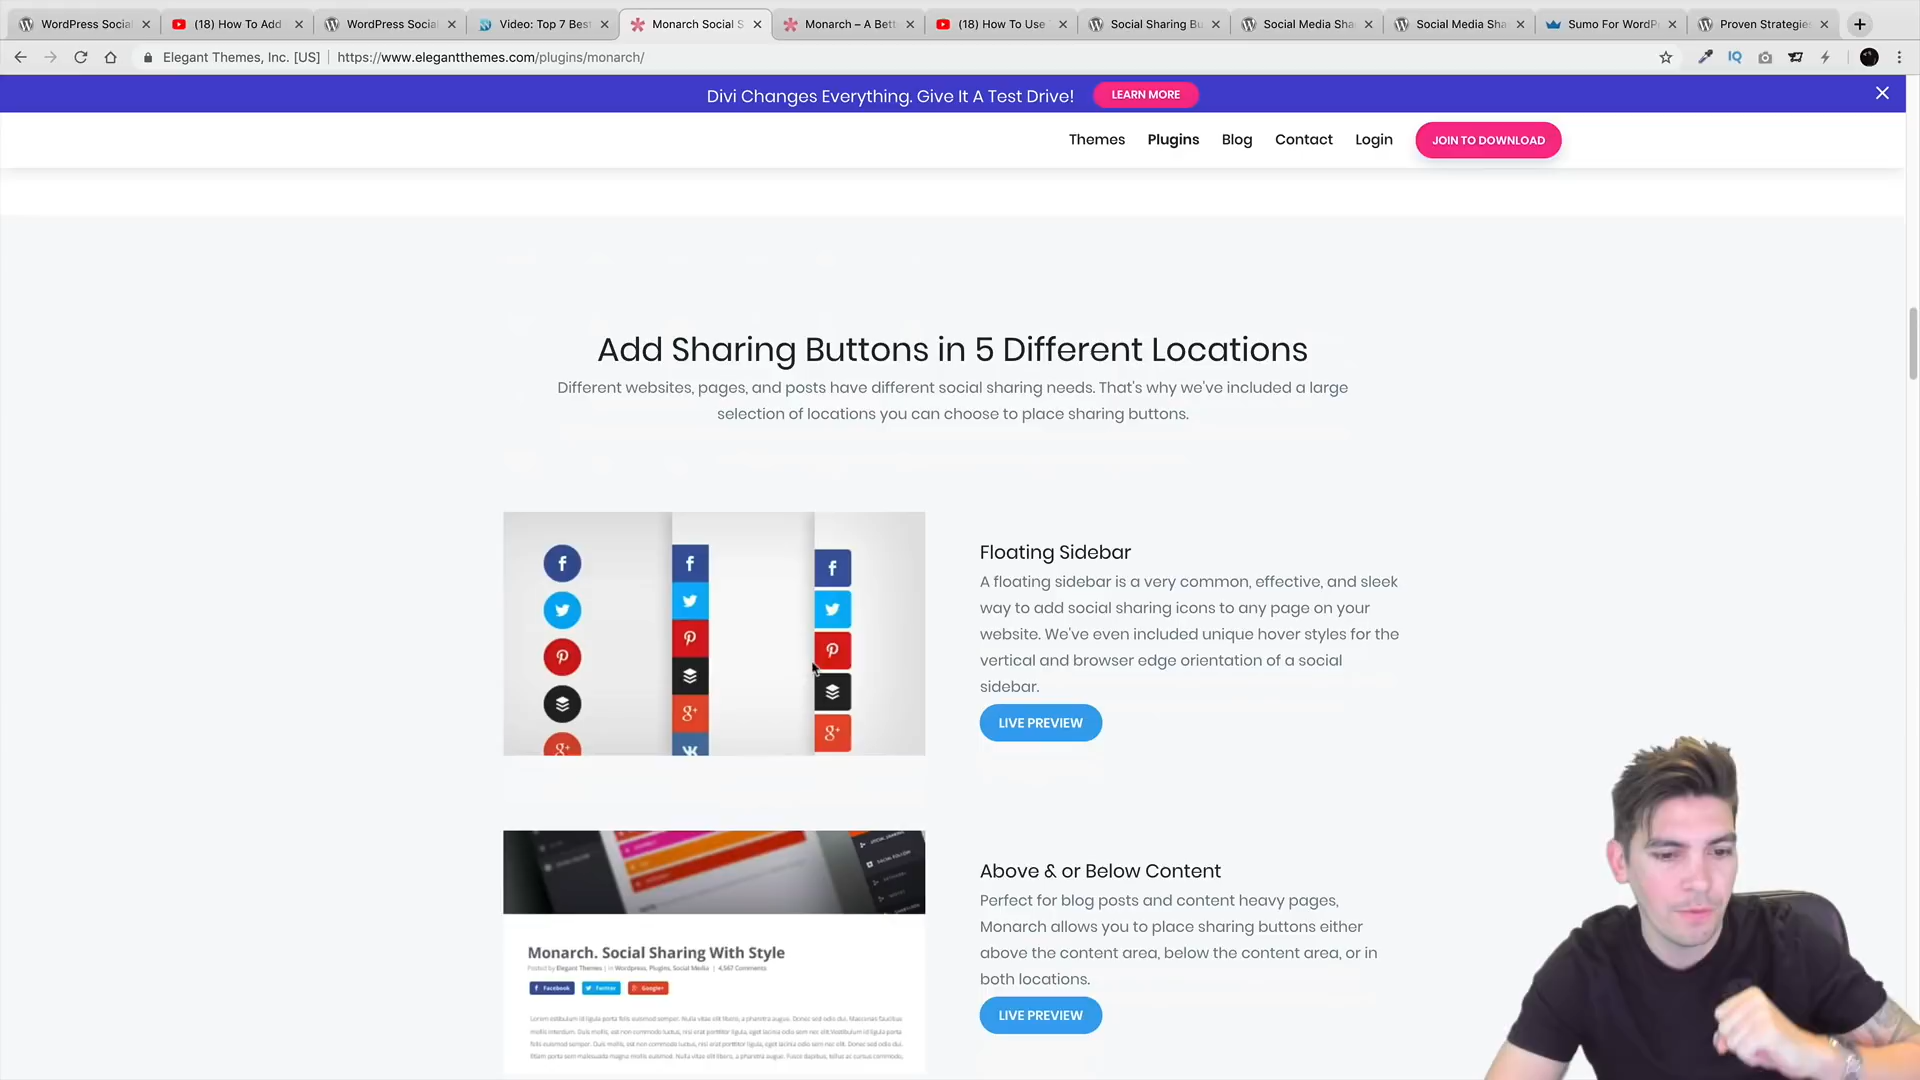 WordPress Social
(18) How To Add
WordPress Social
Video: Top 7 Best
Monarch Social S
Monarch – A Bett
(18) How To Use
Social Sharing Bu
Social Media Sha
Social Media Sha
Sumo For WordP
Proven Strategies
Elegant Themes, Inc. [US]
https://www.elegantthemes.com/plugins/monarch/
IQ
Divi Changes Everything. Give It A Test Drive!
LEARN MORE
Themes
Plugins
Blog
Contact
Login
JOIN TO DOWNLOAD
Add Sharing Buttons in 5 Different Locations
Different websites, pages, and posts have different social sharing needs. That's why we've included a large
selection of locations you can choose to place sharing buttons.
Floating Sidebar
A floating sidebar is a very common, effective, and sleek
way to add social sharing icons to any page on your
website. We've even included unique hover styles for the
vertical and browser edge orientation of a social
sidebar.
LIVE PREVIEW
Above & or Below Content
Perfect for blog posts and content heavy pages,
Monarch allows you to place sharing buttons either
above the content area, below the content area, or in
both locations.
LIVE PREVIEW
Monarch. Social Sharing With Style
Posted by Elegant Themes | in Wordpress, Plugins, Social Media | 4,567 Comments
Facebook
Twitter
Google+